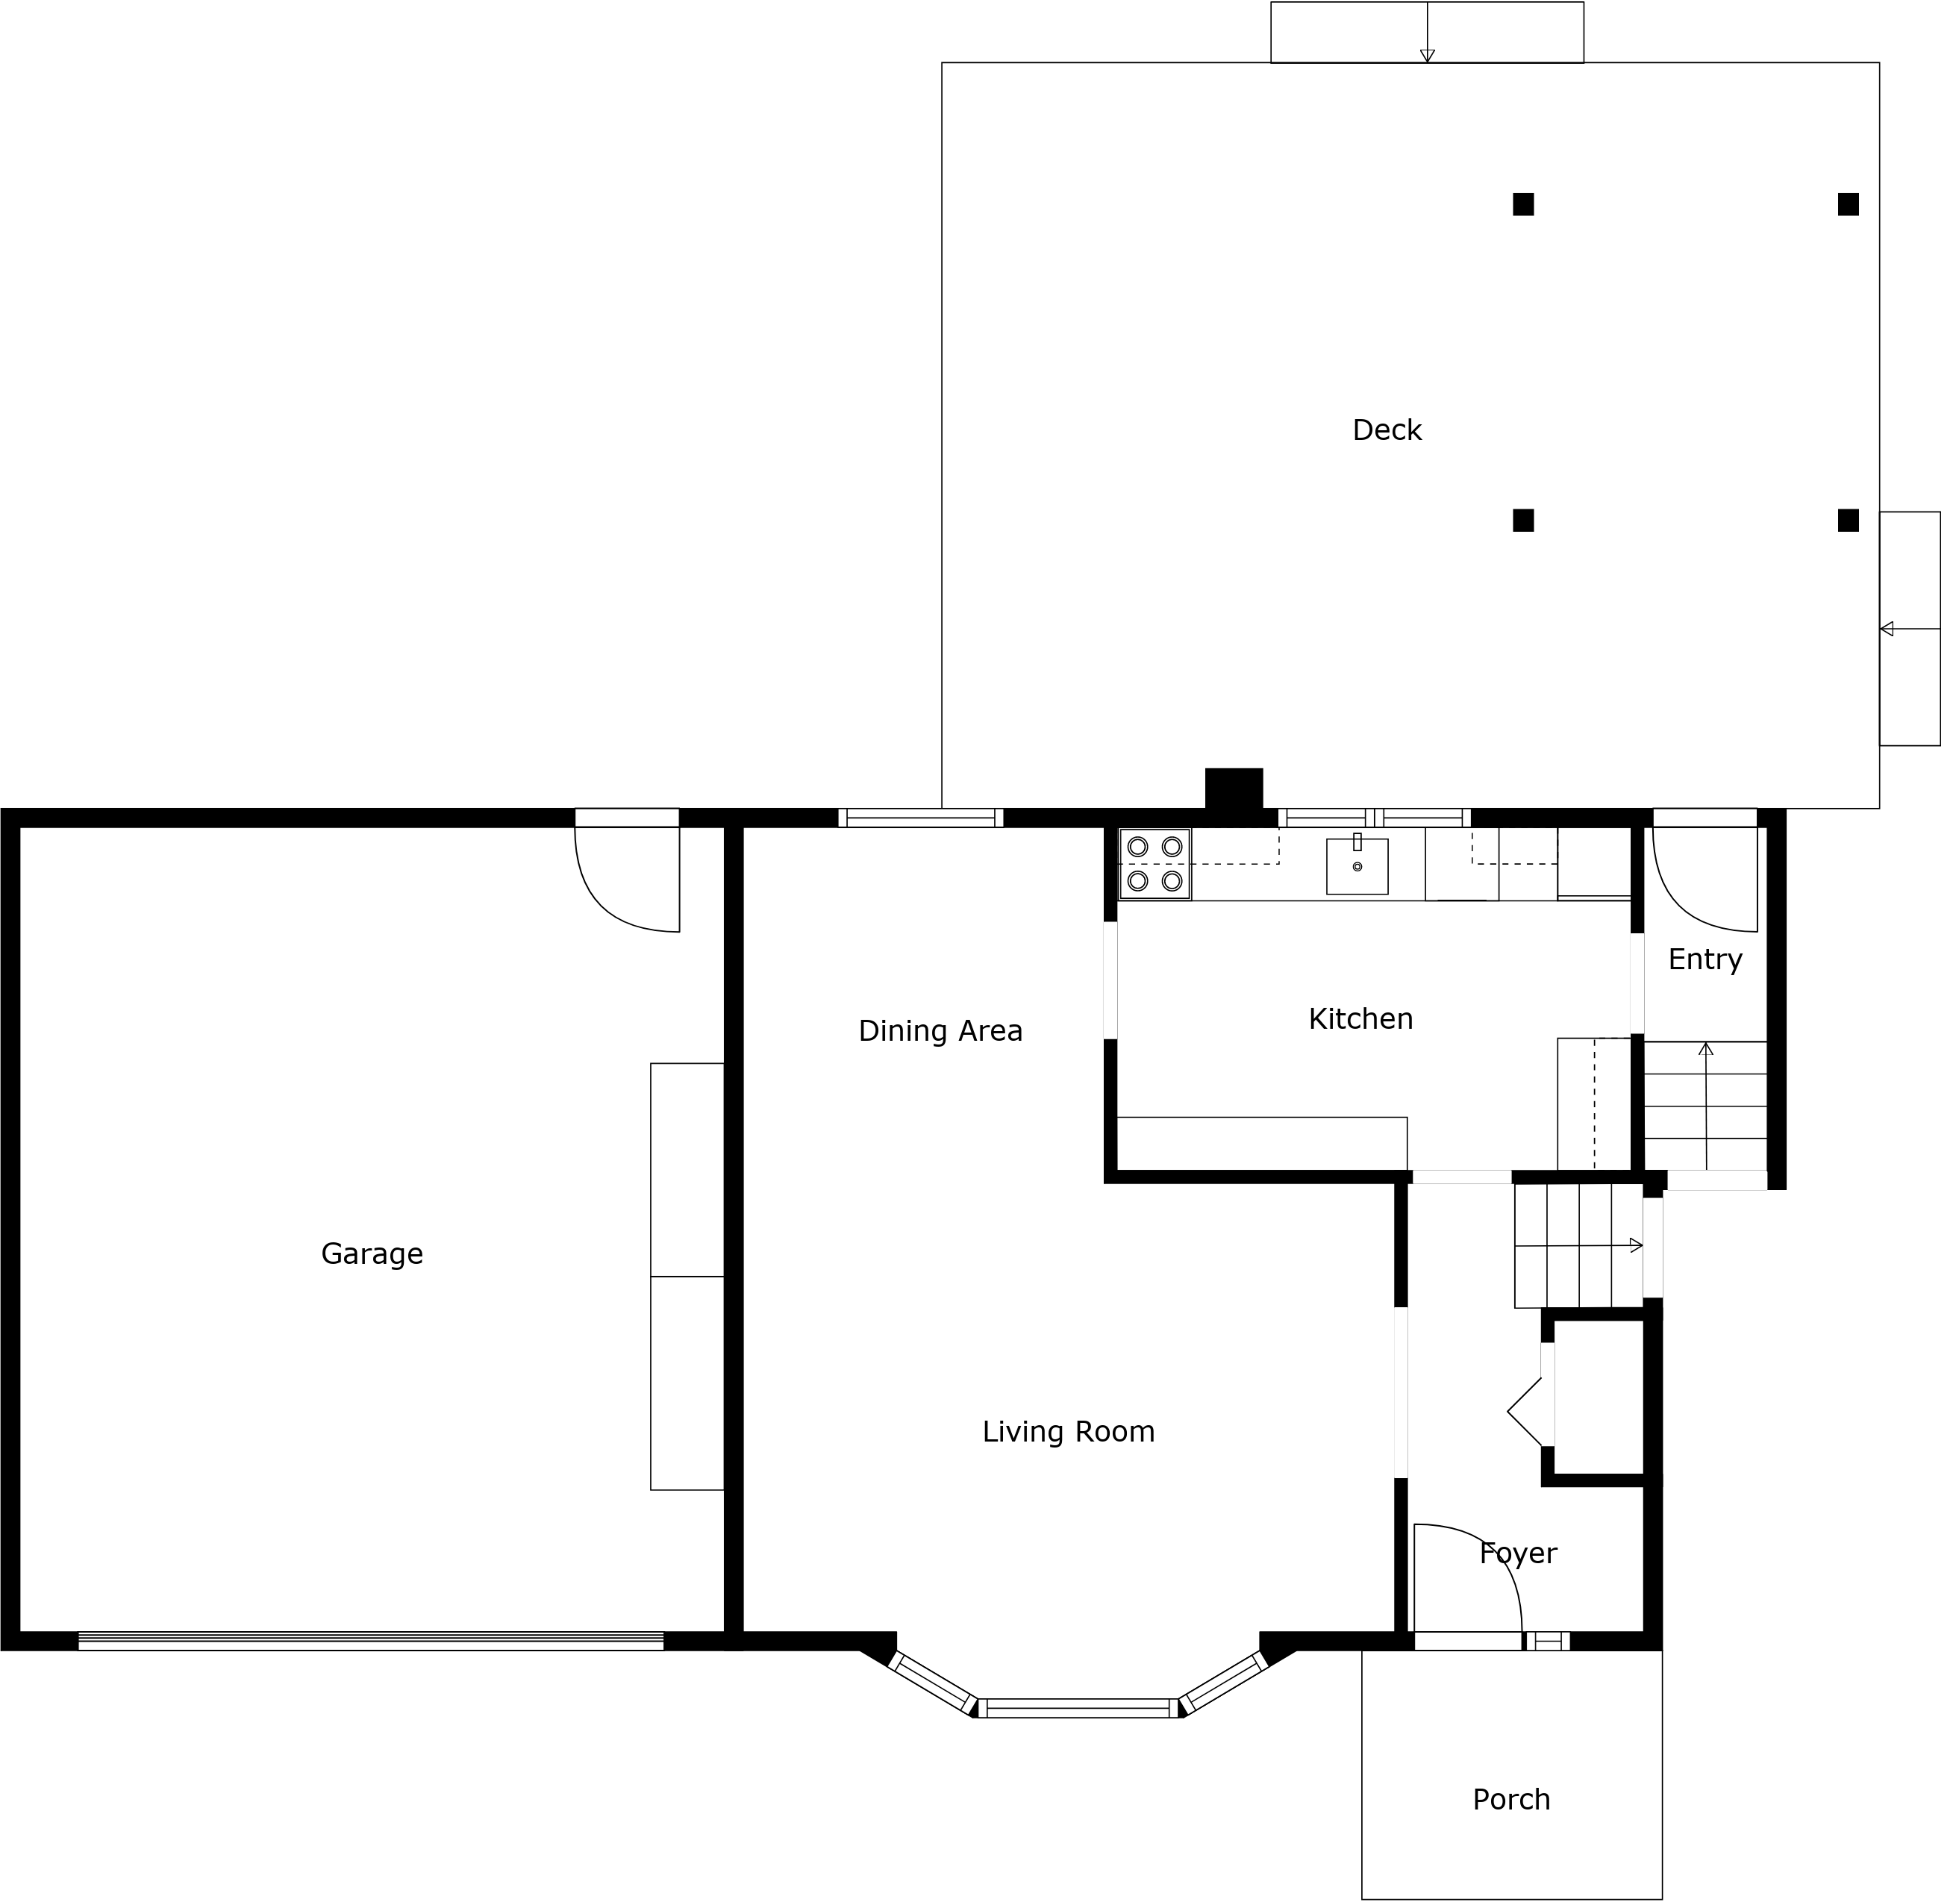 Deck
Entry
Kitchen
Dining Area
Garage
Living Room
Foyer
Porch